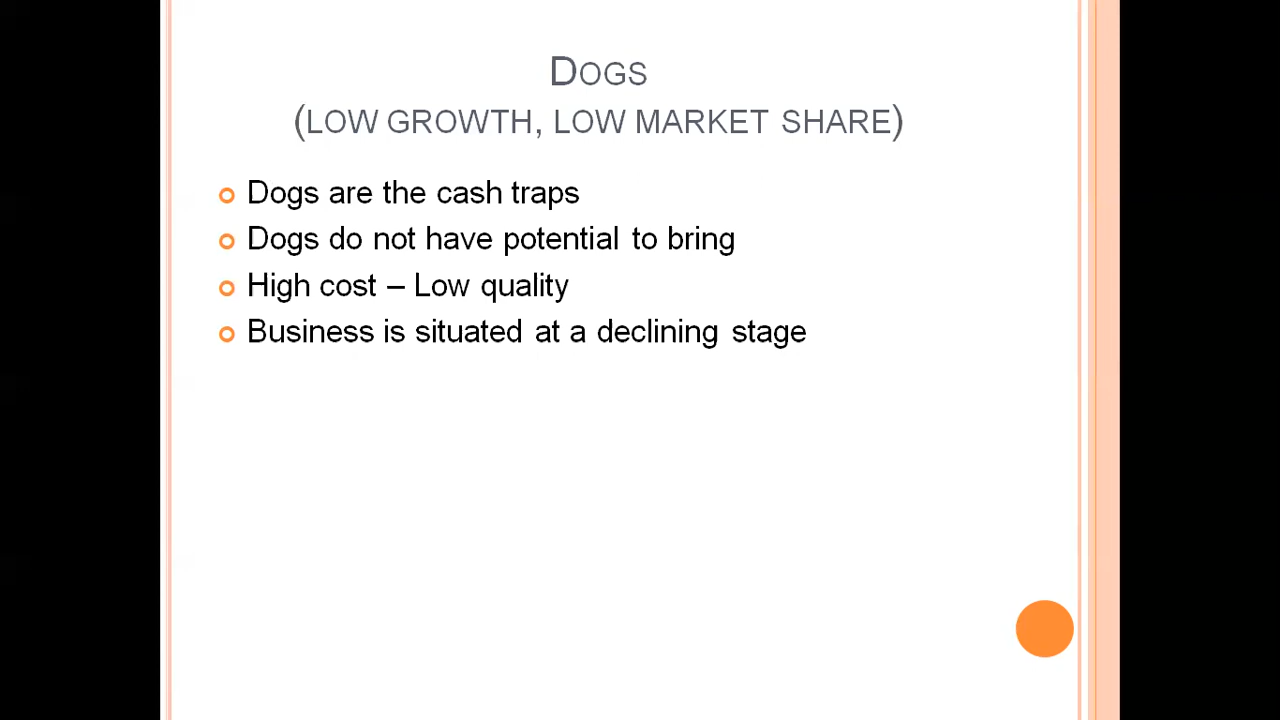 Dogs
(LOW GROWTH, LOW MARKET SHARE)
Dogs are the cash traps
Dogs do not have potential to bring
High cost – Low quality
Business is situated at a declining stage